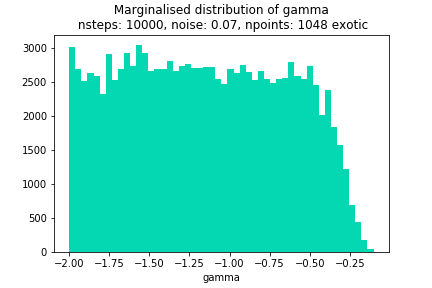 Marginalised distribution of gamma
nsteps: 10000, noise: 0.07, npoints: 1048 exotic
3000
2500
2000
1500
1000
500
0
−2.00 −1.75 −1.50 −1.25 −1.00 −0.75 −0.50 −0.25
gamma